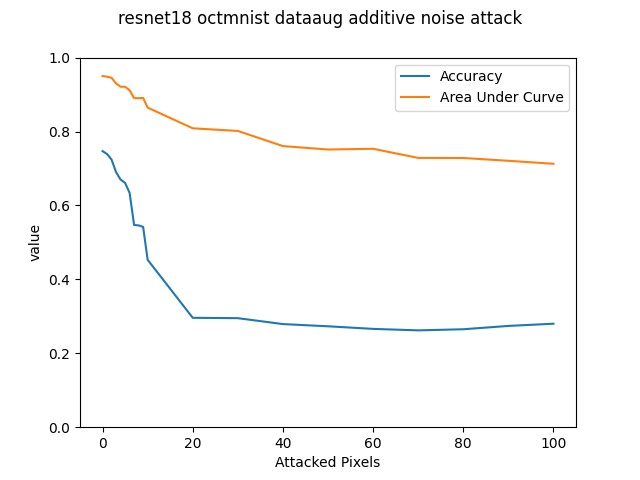 resnet18 octmnist dataaug additive noise attack
1.0
0.8
0.6
0.4
0.2
0.0
value
Accuracy
Area Under Curve
0 20 40 60 80 100
Attacked Pixels